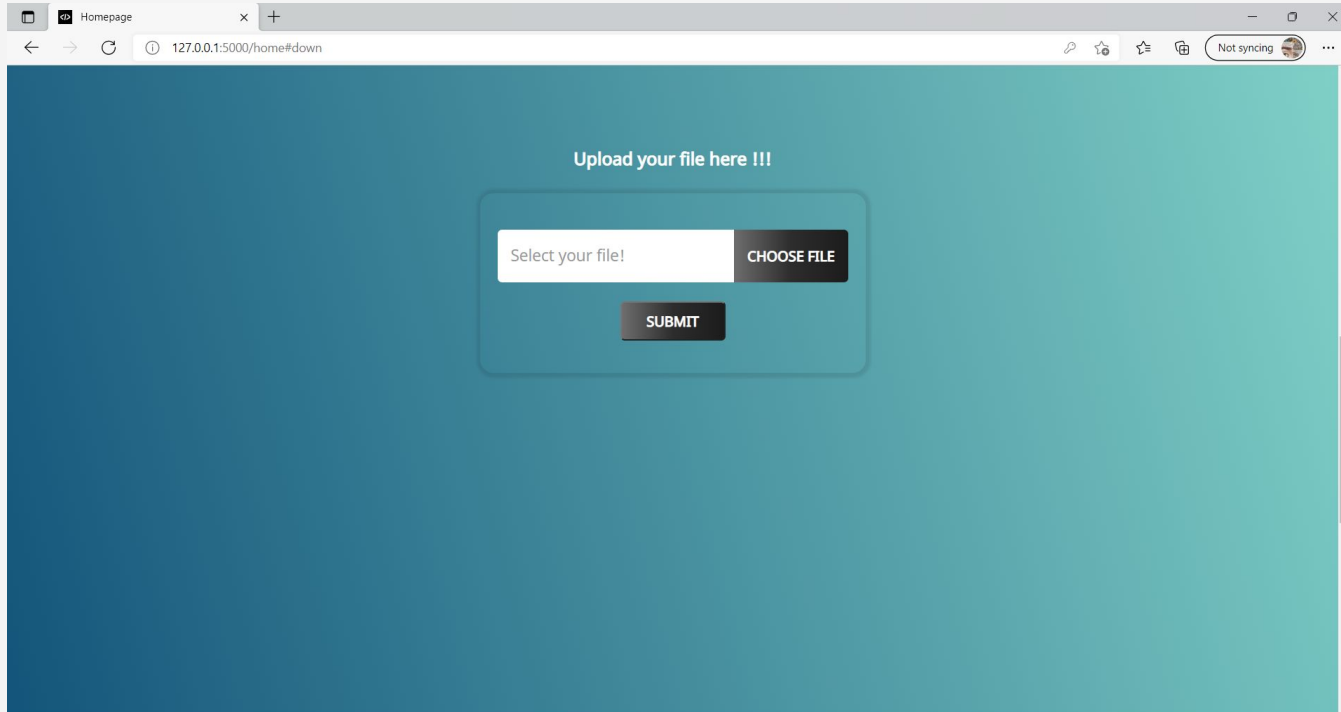 Homepage
127.0.0.1:5000/home#down
Not syncing
Upload your file here !!!
Select your file!
CHOOSE FILE
SUBMIT